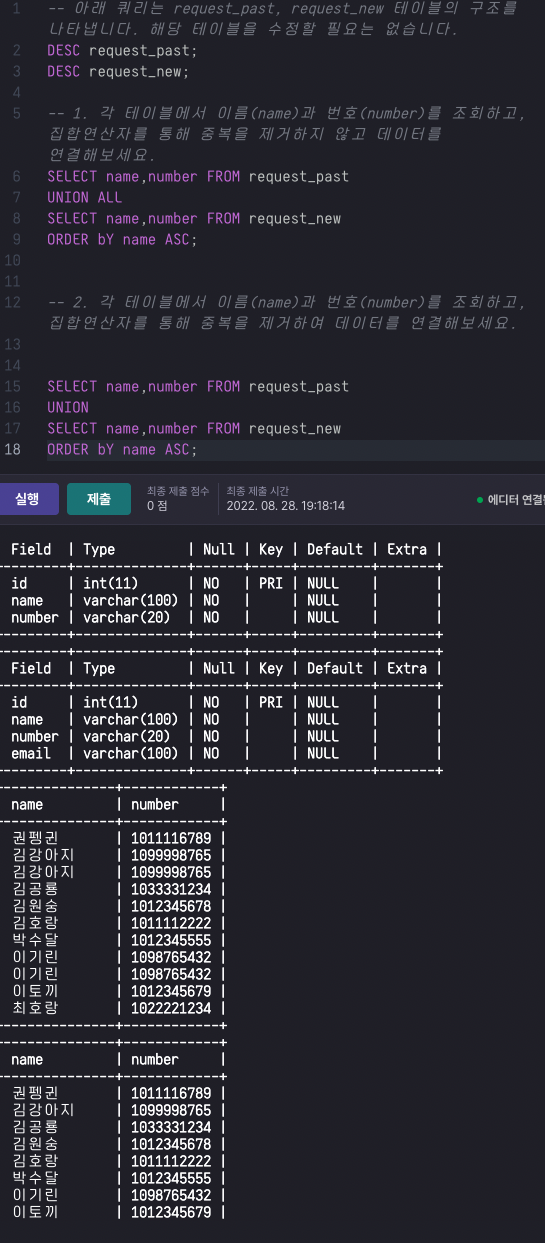 1 -- 아래 쿼리는 request_past, request_new 테이블의 구조를
나타냅니다. 해당 테이블을 수정할 필요는 없습니다.
2 DESC request_past;
3 DESC request_new;
4
5 -- 1. 각 테이블에서 이름(name)과 번호(number)를 조회하고,
집합연산자를 통해 중복을 제거하지 않고 데이터를
연결해보세요.
6 SELECT name,number FROM request_past
7 UNION ALL
8 SELECT name,number FROM request_new
9 ORDER bY name ASC;
10
11
12 -- 2. 각 테이블에서 이름(name)과 번호(number)를 조회하고,
집합연산자를 통해 중복을 제거하여 데이터를 연결해보세요.
13
14
15 SELECT name,number FROM request_past
16 UNION
17 SELECT name,number FROM request_new
18 ORDER bY name ASC;
실행 제출 최종 제출 점수 최종 제출 시간
0 점 2022. 08. 28. 19:18:14 에디터 연결
Field | Type | Null | Key | Default | Extra |
id | int(11) | NO | PRI | NULL | |
name | varchar(100) | NO | | NULL | |
number | varchar(20) | NO | | NULL | |
Field | Type | Null | Key | Default | Extra |
id | int(11) | NO | PRI | NULL | |
name | varchar(100) | NO | | NULL | |
number | varchar(20) | NO | | NULL | |
email | varchar(100) | NO | | NULL | |
name | number |
권펭귄 | 1011116789 |
김강아지 | 1099998765 |
김강아지 | 1099998765 |
김공룡 | 1033331234 |
김원숭 | 1012345678 |
김호랑 | 1011112222 |
박수달 | 1012345555 |
이기린 | 1098765432 |
이기린 | 1098765432 |
이토끼 | 1012345679 |
최호랑 | 1022221234 |
name | number |
권펭귄 | 1011116789 |
김강아지 | 1099998765 |
김공룡 | 1033331234 |
김원숭 | 1012345678 |
김호랑 | 1011112222 |
박수달 | 1012345555 |
이기린 | 1098765432 |
이토끼 | 1012345679 |